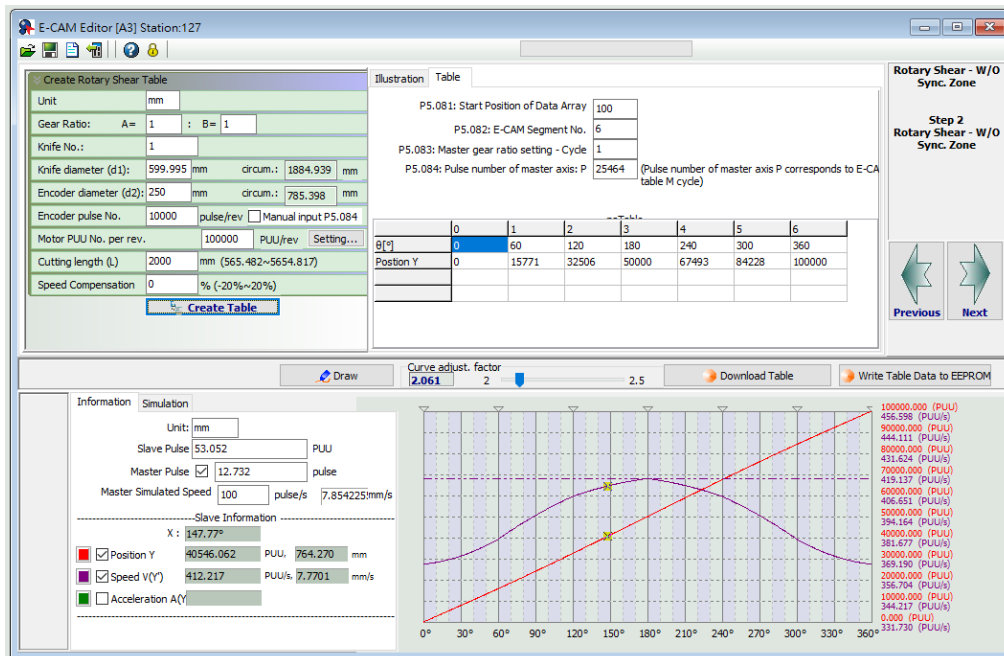 E-CAM Editor [A3] Station:127
Create Rotary Shear Table
Unit mm
Gear Ratio: A= 1 : B= 1
Knife No.: 1
Knife diameter (d1): 599.995 mm circum.: 1884.939 mm
Encoder diameter (d2): 250 mm circum.: 785.398 mm
Encoder pulse No. 10000 pulse/rev Manual input P5.084
Motor PUU No. per rev. 100000 PUU/rev Setting...
Cutting length (L) 2000 mm (565.482~5654.817)
Speed Compensation 0 % (-20%~20%)
Create Table
Illustration Table
P5.081: Start Position of Data Array 100
P5.082: E-CAM Segment No. 6
P5.083: Master gear ratio setting - Cycle 1
P5.084: Pulse number of master axis: P 25464 (Pulse number of master axis P corresponds to E-CA
table M cycle)
0 1 2 3 4 5 6
θ[°] 0 60 120 180 240 300 360
Postion Y 0 15771 32506 50000 67493 84228 100000
Rotary Shear - W/O
Sync. Zone
Step 2
Rotary Shear - W/O
Sync. Zone
Previous Next
Draw
Curve adjust. factor
2.061 2 2.5
Download Table
Write Table Data to EEPROM
Information Simulation
Unit: mm
Slave Pulse 53.052 PUU
Master Pulse 12.732 pulse
Master Simulated Speed 100 pulse/s 7.854225 mm/s
Slave Information
X : 147.77°
Position Y 40546.062 PUU, 764.270 mm
Speed V(Y') 412.217 PUU/s, 7.7701 mm/s
Acceleration A(Y
100000.000 (PUU)
456.598 (PUU/s)
90000.000 (PUU)
444.111 (PUU/s)
80000.000 (PUU)
431.624 (PUU/s)
70000.000 (PUU)
419.137 (PUU/s)
60000.000 (PUU)
406.651 (PUU/s)
50000.000 (PUU)
394.164 (PUU/s)
40000.000 (PUU)
381.677 (PUU/s)
30000.000 (PUU)
369.190 (PUU/s)
20000.000 (PUU)
356.704 (PUU/s)
10000.000 (PUU)
344.217 (PUU/s)
0.000 (PUU)
331.730 (PUU/s)
0° 30° 60° 90° 120° 150° 180° 210° 240° 270° 300° 330° 360°